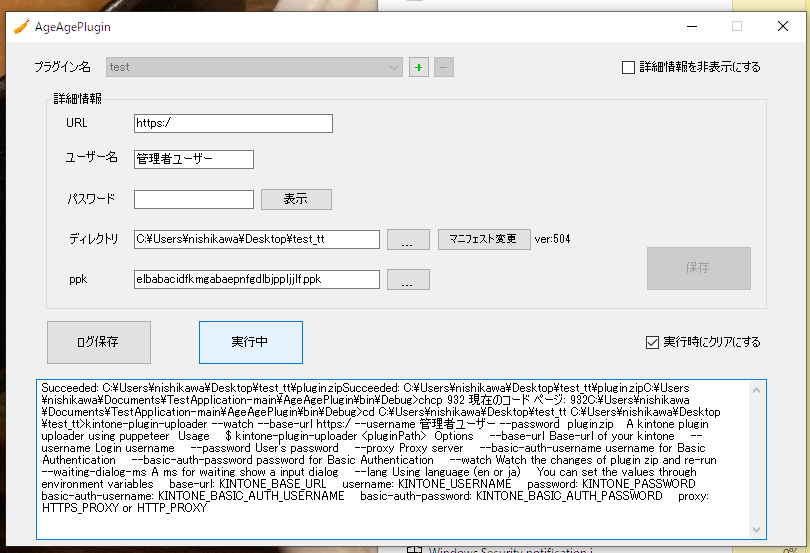 AgeAgePlugin
プラグイン名 test + - 詳細情報を非表示にする
詳細情報
URL https:/
ユーザー名 管理者ユーザー
パスワード 表示
ディレクトリ C:¥Users¥nishikawa¥Desktop¥test_tt ... マニフェスト変更 ver:504
ppk elbabacidfkmgabaepnfgdlbjppljjlf.ppk ...
保存
ログ保存 実行中 実行時にクリアにする
Succeeded: C:¥Users¥nishikawa¥Desktop¥test_tt¥plugin.zipSucceeded: C:¥Users¥nishikawa¥Desktop¥test_tt¥plugin.zipC:¥Users
¥nishikawa¥Documents¥TestApplication-main¥AgeAgePlugin¥bin¥Debug>chcp 932 現在のコード ページ: 932C:¥Users¥nishikawa
¥Documents¥TestApplication-main¥AgeAgePlugin¥bin¥Debug>cd C:¥Users¥nishikawa¥Desktop¥test_tt C:¥Users¥nishikawa¥Desktop
¥test_tt>kintone-plugin-uploader --watch --base-url https:/ --username 管理者ユーザー --password plugin.zip A kintone plugin
uploader using puppeteer Usage $ kintone-plugin-uploader <pluginPath> Options --base-url Base-url of your kintone --
username Login username --password User's password --proxy Proxy server --basic-auth-username username for Basic
Authentication --basic-auth-password password for Basic Authentication --watch Watch the changes of plugin zip and re-run
--waiting-dialog-ms A ms for waiting show a input dialog --lang Using language (en or ja) You can set the values through
environment variables base-url: KINTONE_BASE_URL username: KINTONE_USERNAME password: KINTONE_PASSWORD
basic-auth-username: KINTONE_BASIC_AUTH_USERNAME basic-auth-password: KINTONE_BASIC_AUTH_PASSWORD proxy:
HTTPS_PROXY or HTTP_PROXY